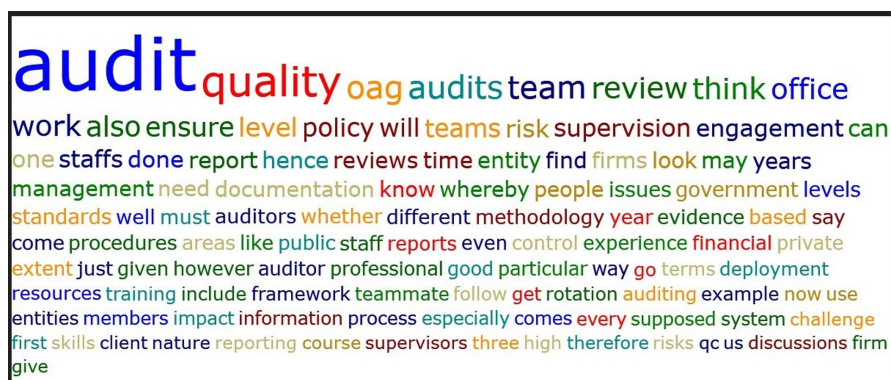 audit quality oag audits team review think office
work also ensure level policy will teams risk supervision engagement can
one staffs done report hence reviews time entity find firms look may years
management need documentation know whereby people issues government levels
standards well must auditors whether different methodology year evidence based say
come procedures areas like public staff reports even control experience financial private
extent just given however auditor professional good particular way go terms deployment
resources training include framework teammate follow get rotation auditing example now use
entities members impact information process especially comes every supposed system challenge
first skills client nature reporting course supervisors three high therefore risks qc us discussions firm
give